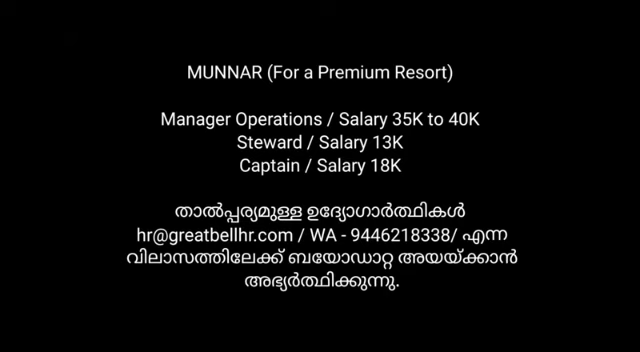 MUNNAR (For a Premium Resort)
Manager Operations / Salary 35K to 40K
Steward / Salary 13K
Captain / Salary 18K
താൽപ്പര്യമുള്ള ഉദ്യോഗാർത്ഥികൾ
hr@greatbellhr.com / WA - 9446218338/ എന്ന
വിലാസത്തിലേക്ക് ബയോഡാറ്റ അയയ്ക്കാൻ
അഭ്യർത്ഥിക്കുന്നു.